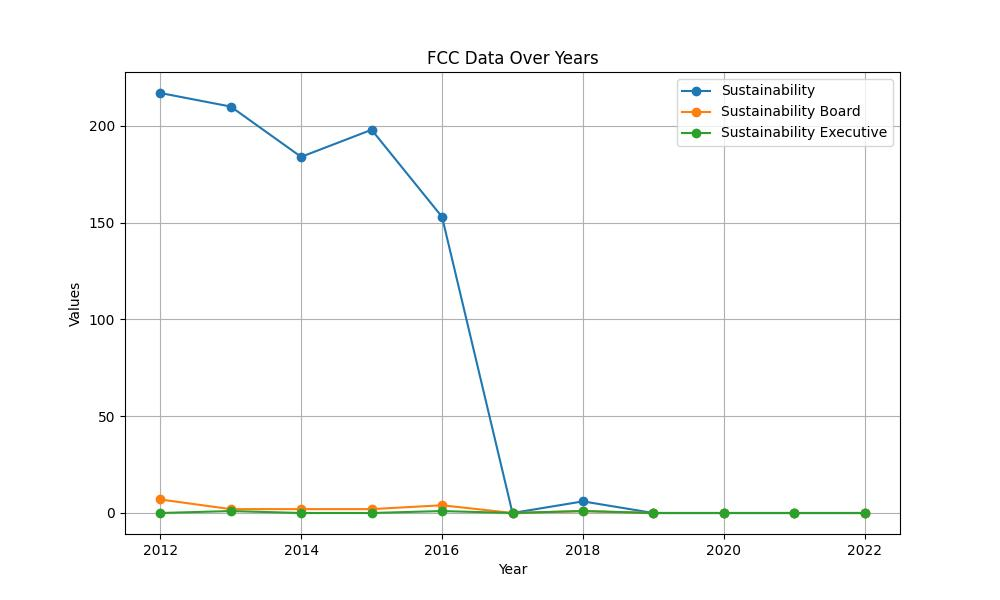 FCC Data Over Years
Sustainability
Sustainability Board
Sustainability Executive
200
150
100
50
0
Values
2012 2014 2016 2018 2020 2022
Year